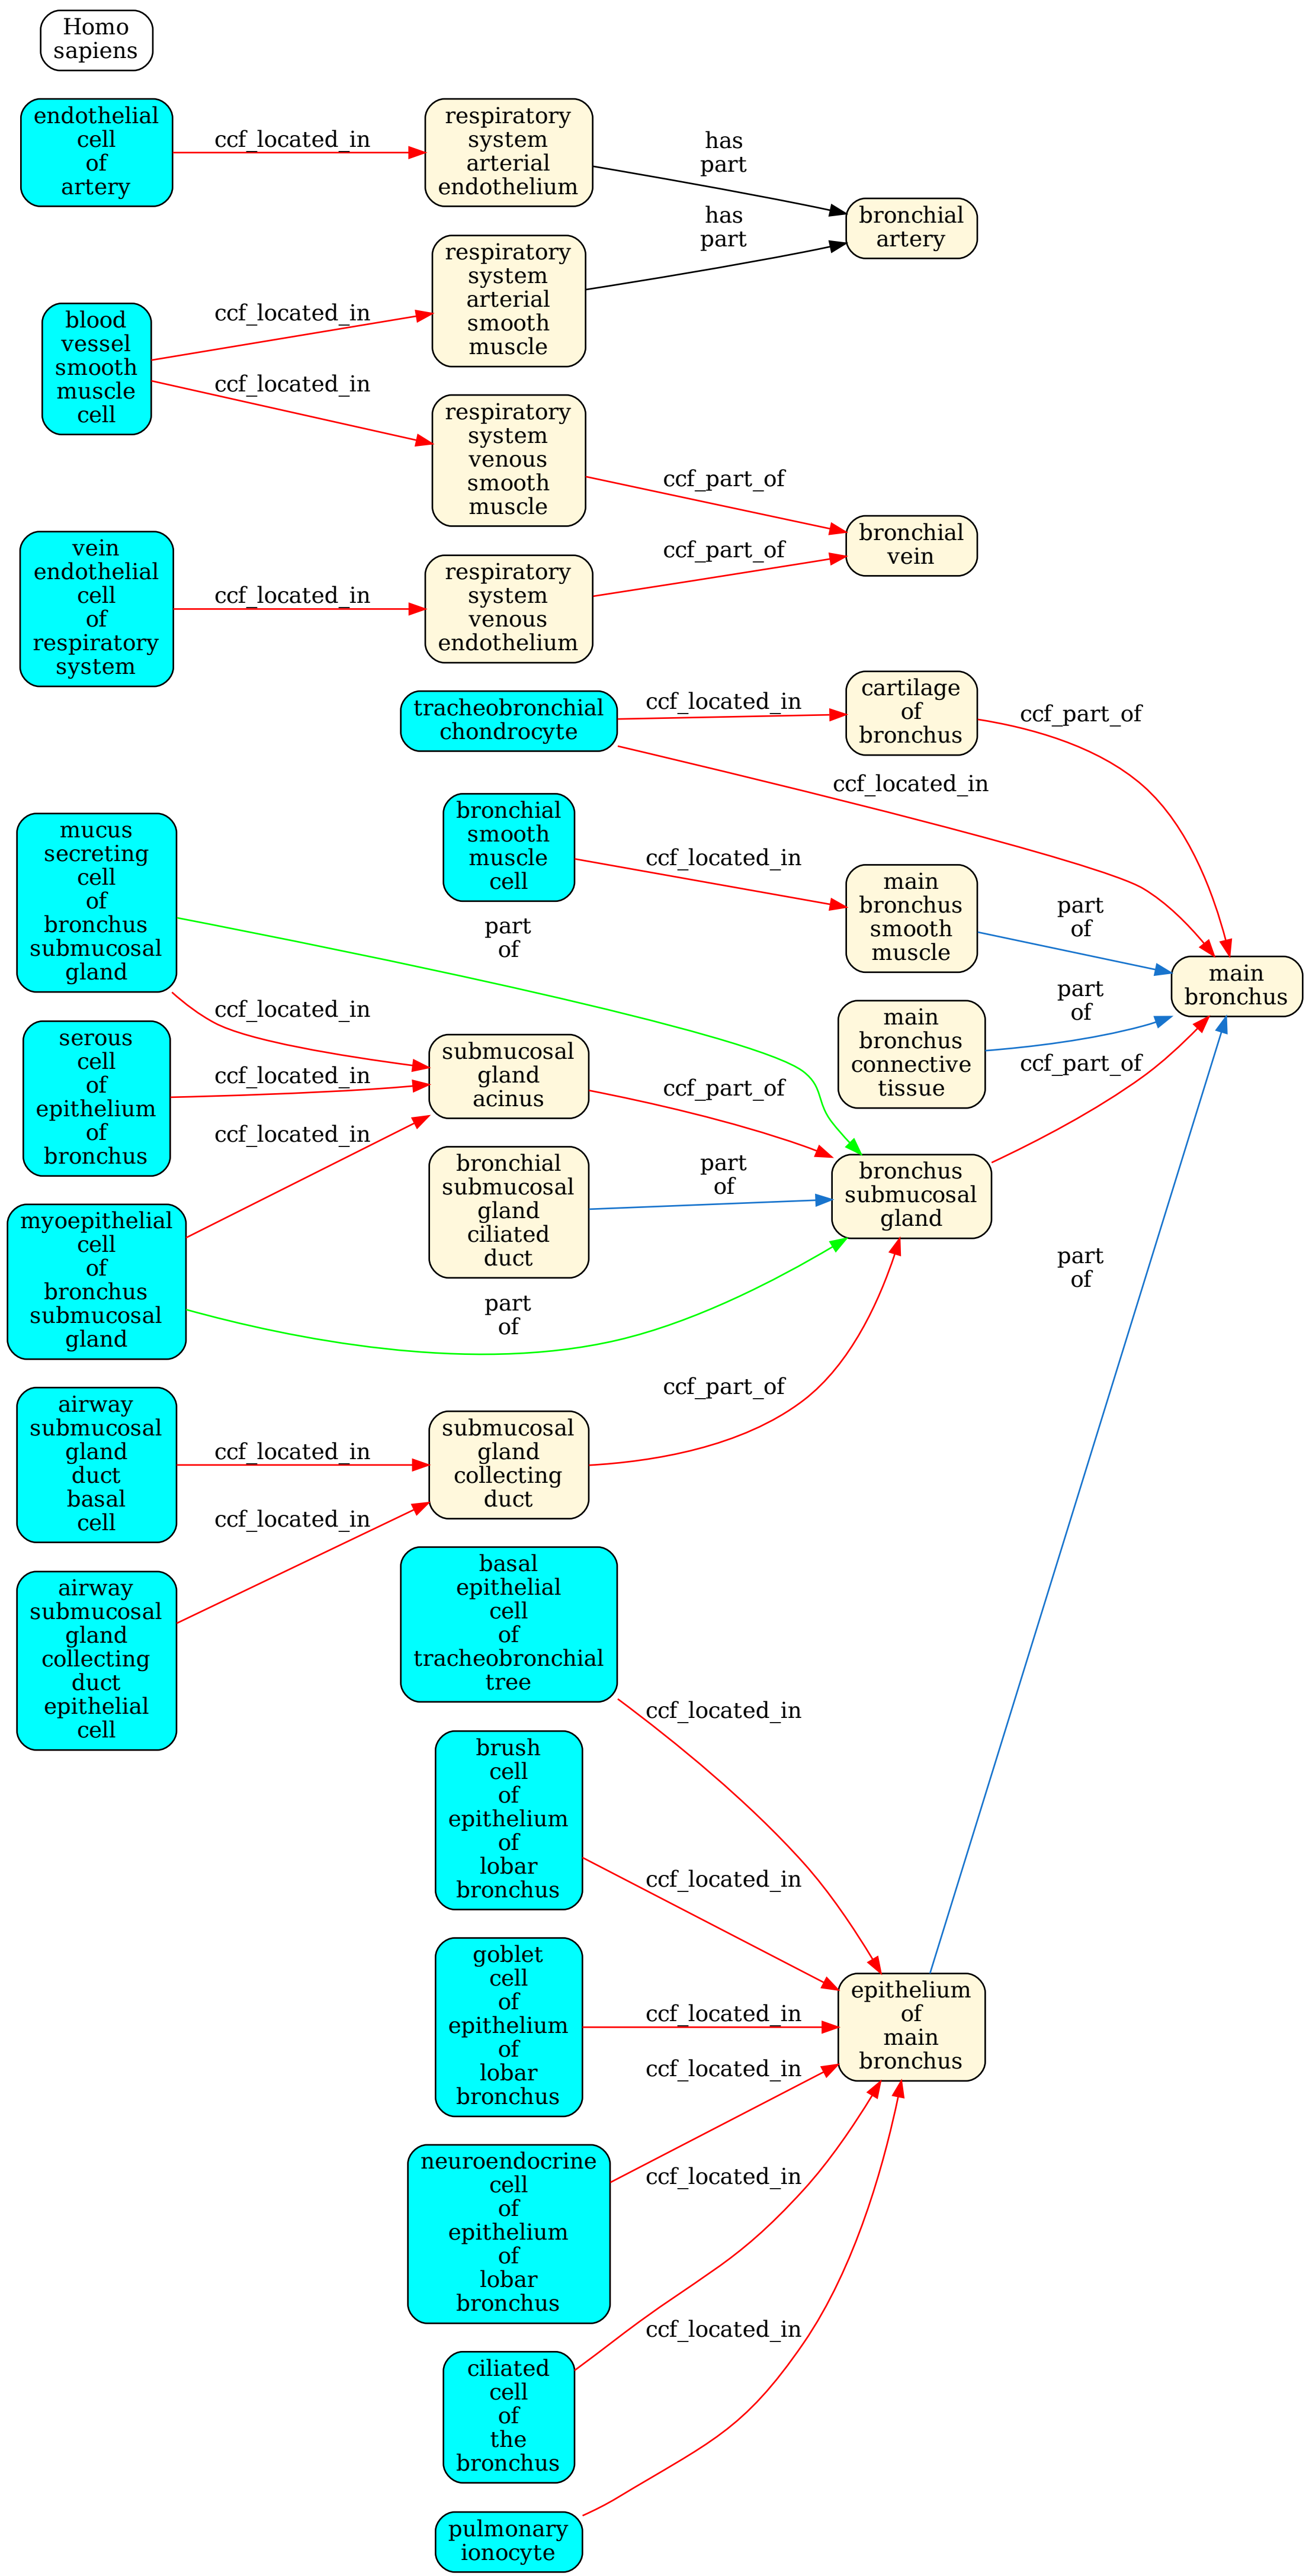 Homo
sapiens
endothelial
cell
of
artery
ccf_located_in
respiratory
system
arterial
endothelium
has
part
bronchial
artery
respiratory
system
arterial
smooth
muscle
has
part
blood
vessel
smooth
muscle
cell
ccf_located_in
ccf_located_in
respiratory
system
venous
smooth
muscle
ccf_part_of
bronchial
vein
vein
endothelial
cell
of
respiratory
system
ccf_located_in
respiratory
system
venous
endothelium
ccf_part_of
tracheobronchial
chondrocyte
ccf_located_in
cartilage
of
bronchus
ccf_part_of
ccf_located_in
bronchial
smooth
muscle
cell
ccf_located_in
main
bronchus
smooth
muscle
part
of
main
bronchus
main
bronchus
connective
tissue
part
of
mucus
secreting
cell
of
bronchus
submucosal
gland
part
of
ccf_located_in
serous
cell
of
epithelium
of
bronchus
ccf_located_in
submucosal
gland
acinus
ccf_part_of
ccf_part_of
bronchus
submucosal
gland
bronchial
submucosal
gland
ciliated
duct
part
of
myoepithelial
cell
of
bronchus
submucosal
gland
ccf_located_in
part
of
part
of
airway
submucosal
gland
duct
basal
cell
ccf_located_in
submucosal
gland
collecting
duct
ccf_part_of
airway
submucosal
gland
collecting
duct
epithelial
cell
ccf_located_in
basal
epithelial
cell
of
tracheobronchial
tree
ccf_located_in
brush
cell
of
epithelium
of
lobar
bronchus
ccf_located_in
goblet
cell
of
epithelium
of
lobar
bronchus
ccf_located_in
epithelium
of
main
bronchus
neuroendocrine
cell
of
epithelium
of
lobar
bronchus
ccf_located_in
ciliated
cell
of
the
bronchus
ccf_located_in
pulmonary
ionocyte
ccf_located_in